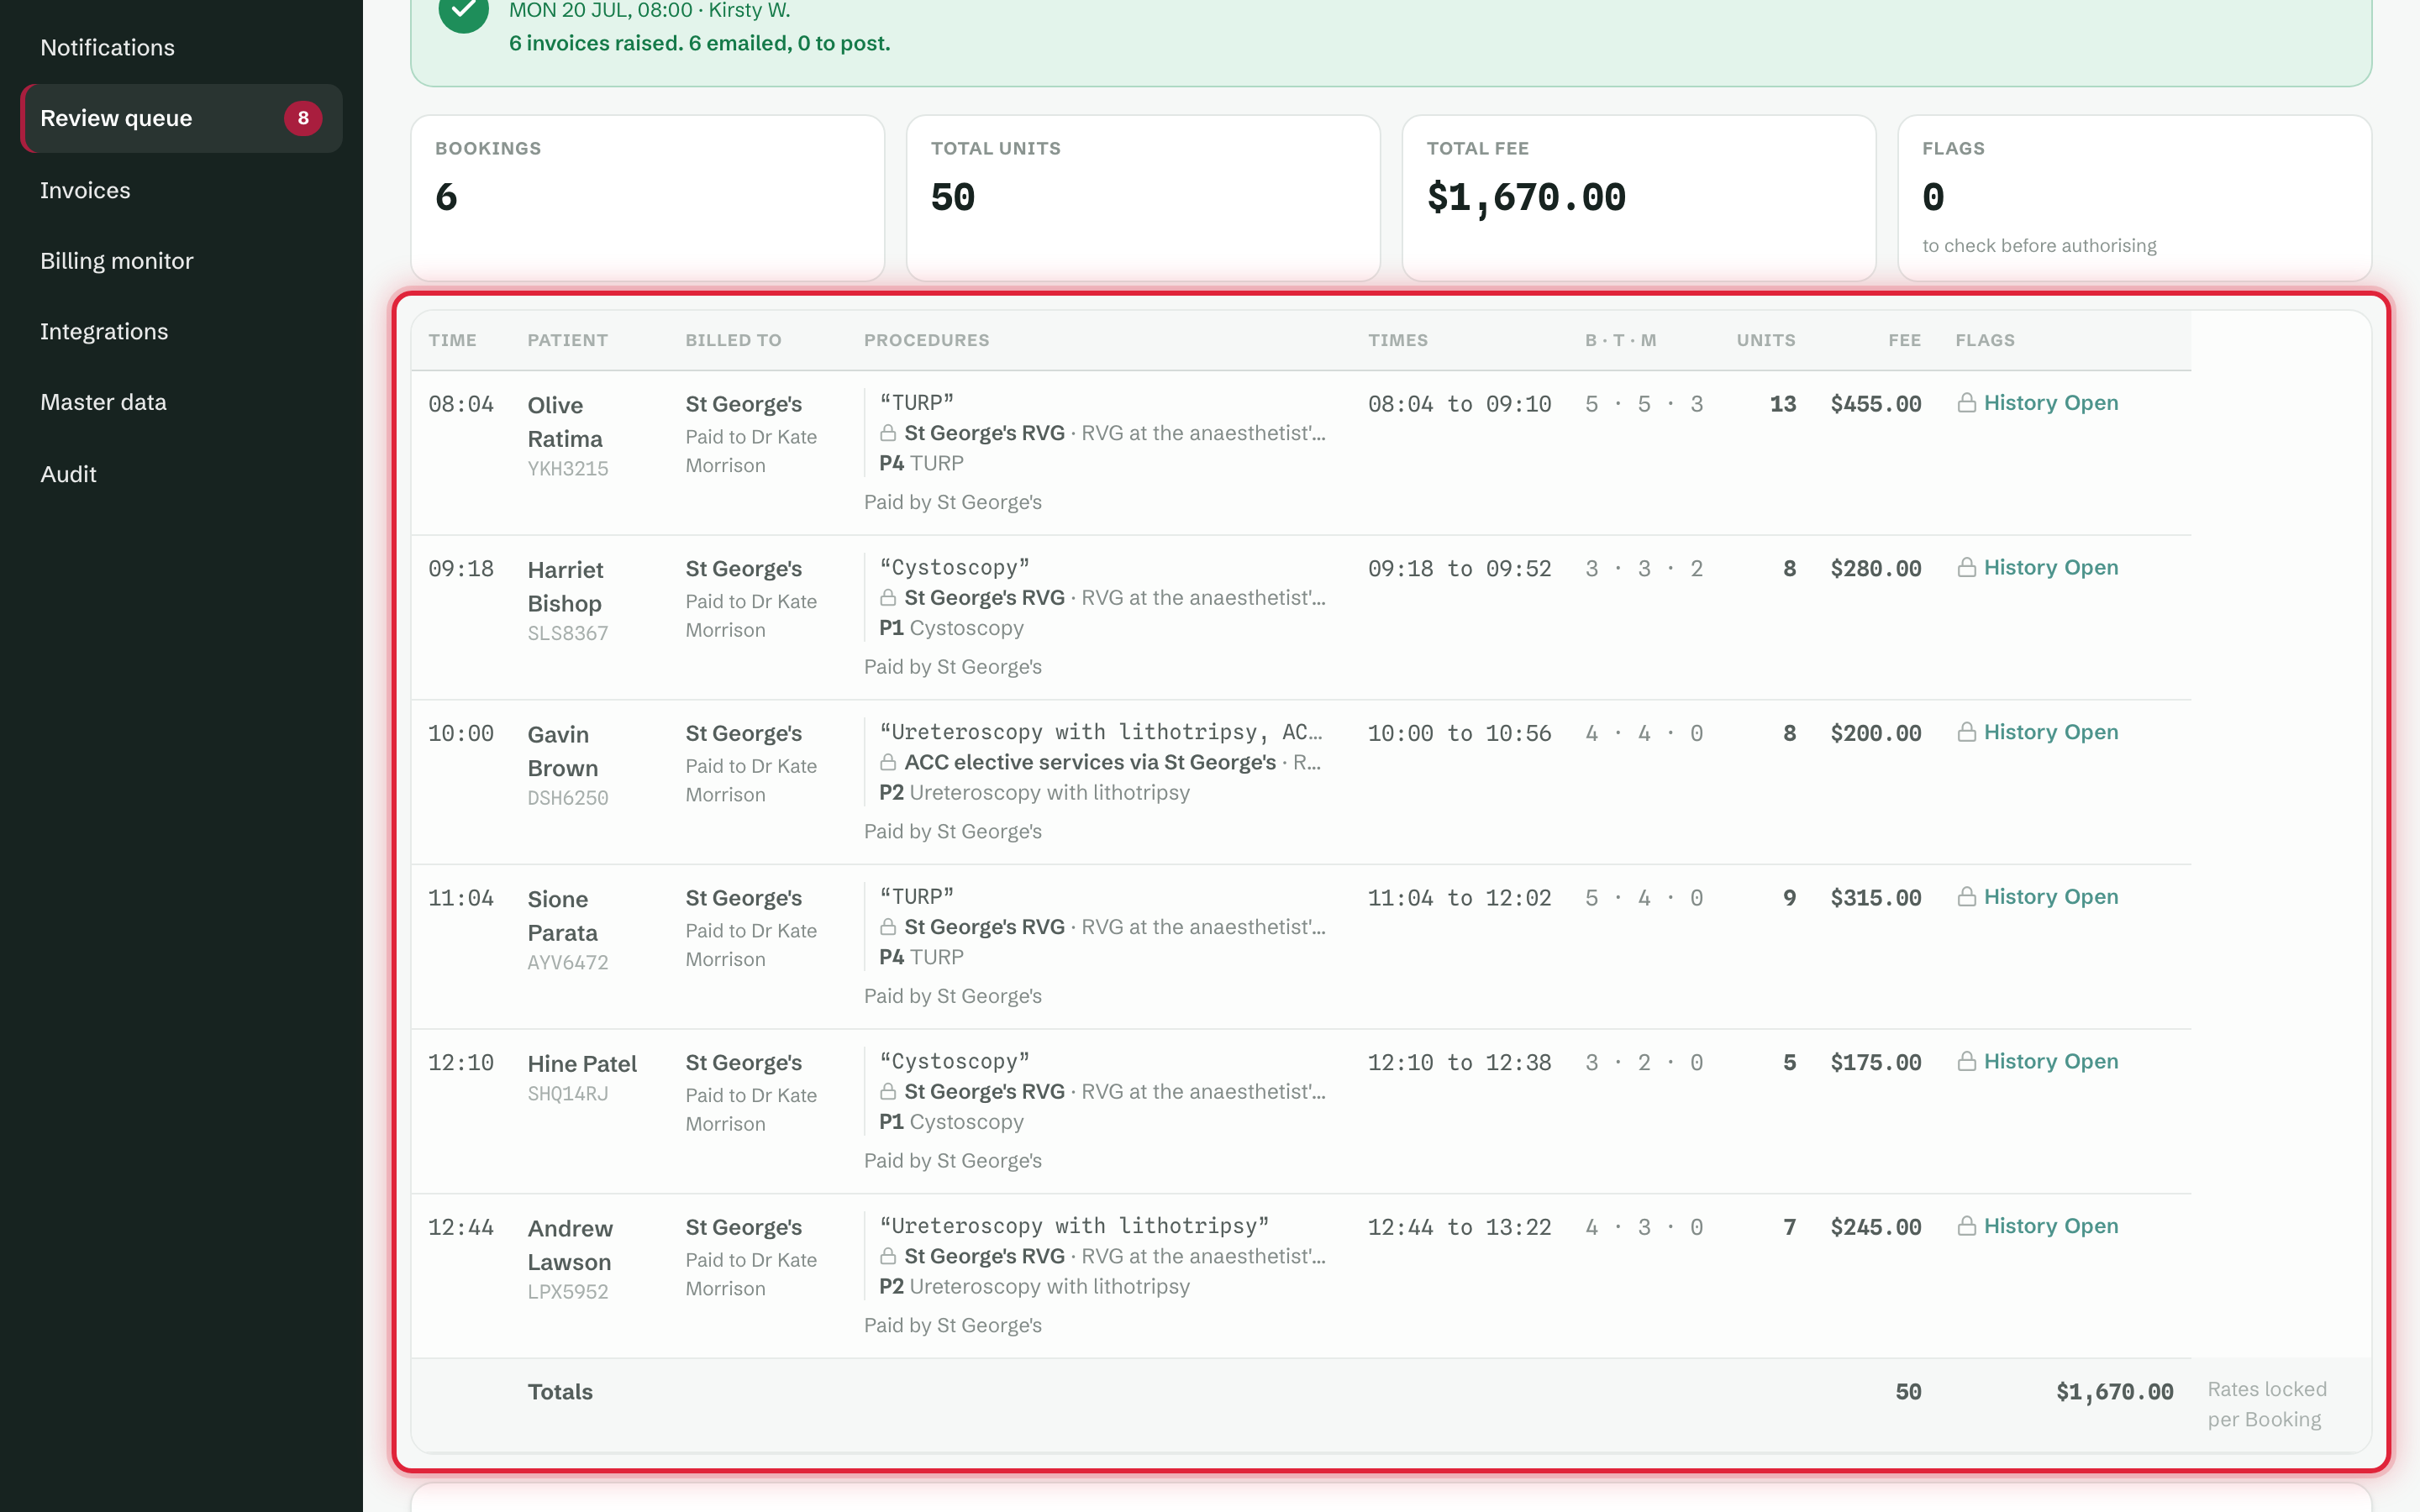 Notifications
Review queue 8
Invoices
Billing monitor
Integrations
Master data
Audit
MON 20 JUL, 08:00 · Kirsty W.
6 invoices raised. 6 emailed, 0 to post.
BOOKINGS
6
TOTAL UNITS
50
TOTAL FEE
$1,670.00
FLAGS
0
to check before authorising
TIME PATIENT BILLED TO PROCEDURES TIMES B · T · M UNITS FEE FLAGS
08:04 Olive Ratima YKH3215 St George's Paid to Dr Kate Morrison
“TURP”
St George's RVG · RVG at the anaesthetist'...
P4 TURP
Paid by St George's
08:04 to 09:10 5 · 5 · 3 13 $455.00 History Open
09:18 Harriet Bishop SLS8367 St George's Paid to Dr Kate Morrison
“Cystoscopy”
St George's RVG · RVG at the anaesthetist'...
P1 Cystoscopy
Paid by St George's
09:18 to 09:52 3 · 3 · 2 8 $280.00 History Open
10:00 Gavin Brown DSH6250 St George's Paid to Dr Kate Morrison
“Ureteroscopy with lithotripsy, AC...
ACC elective services via St George's · R...
P2 Ureteroscopy with lithotripsy
Paid by St George's
10:00 to 10:56 4 · 4 · 0 8 $200.00 History Open
11:04 Sione Parata AYV6472 St George's Paid to Dr Kate Morrison
“TURP”
St George's RVG · RVG at the anaesthetist'...
P4 TURP
Paid by St George's
11:04 to 12:02 5 · 4 · 0 9 $315.00 History Open
12:10 Hine Patel SHQ14RJ St George's Paid to Dr Kate Morrison
“Cystoscopy”
St George's RVG · RVG at the anaesthetist'...
P1 Cystoscopy
Paid by St George's
12:10 to 12:38 3 · 2 · 0 5 $175.00 History Open
12:44 Andrew Lawson LPX5952 St George's Paid to Dr Kate Morrison
“Ureteroscopy with lithotripsy”
St George's RVG · RVG at the anaesthetist'...
P2 Ureteroscopy with lithotripsy
Paid by St George's
12:44 to 13:22 4 · 3 · 0 7 $245.00 History Open
Totals 50 $1,670.00 Rates locked
per Booking